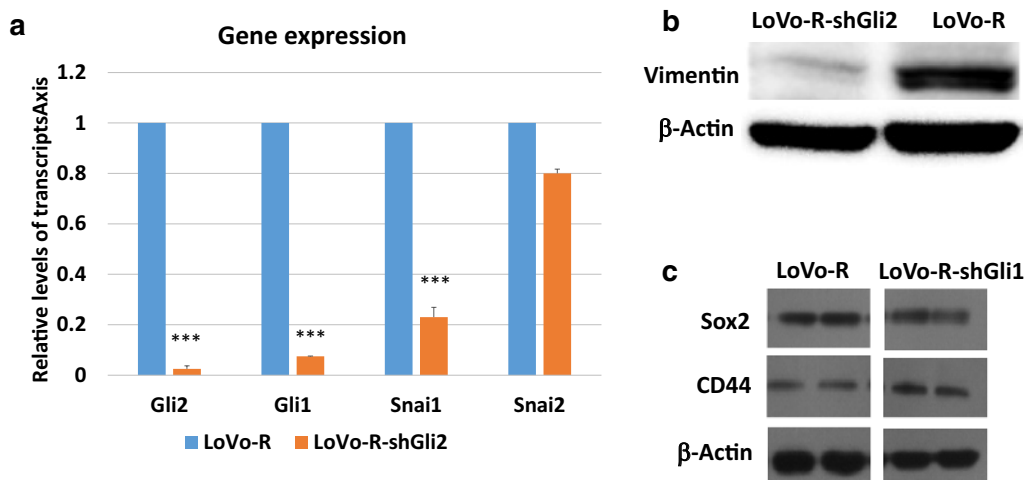 a
Gene expression
Relative levels of transcriptsAxis
1.2
1
0.8
0.6
0.4
0.2
0
***
***
***
Gli2 Gli1 Snai1 Snai2
LoVo-R LoVo-R-shGli2
b
LoVo-R-shGli2 LoVo-R
Vimentin
β-Actin
c
LoVo-R LoVo-R-shGli1
Sox2
CD44
β-Actin